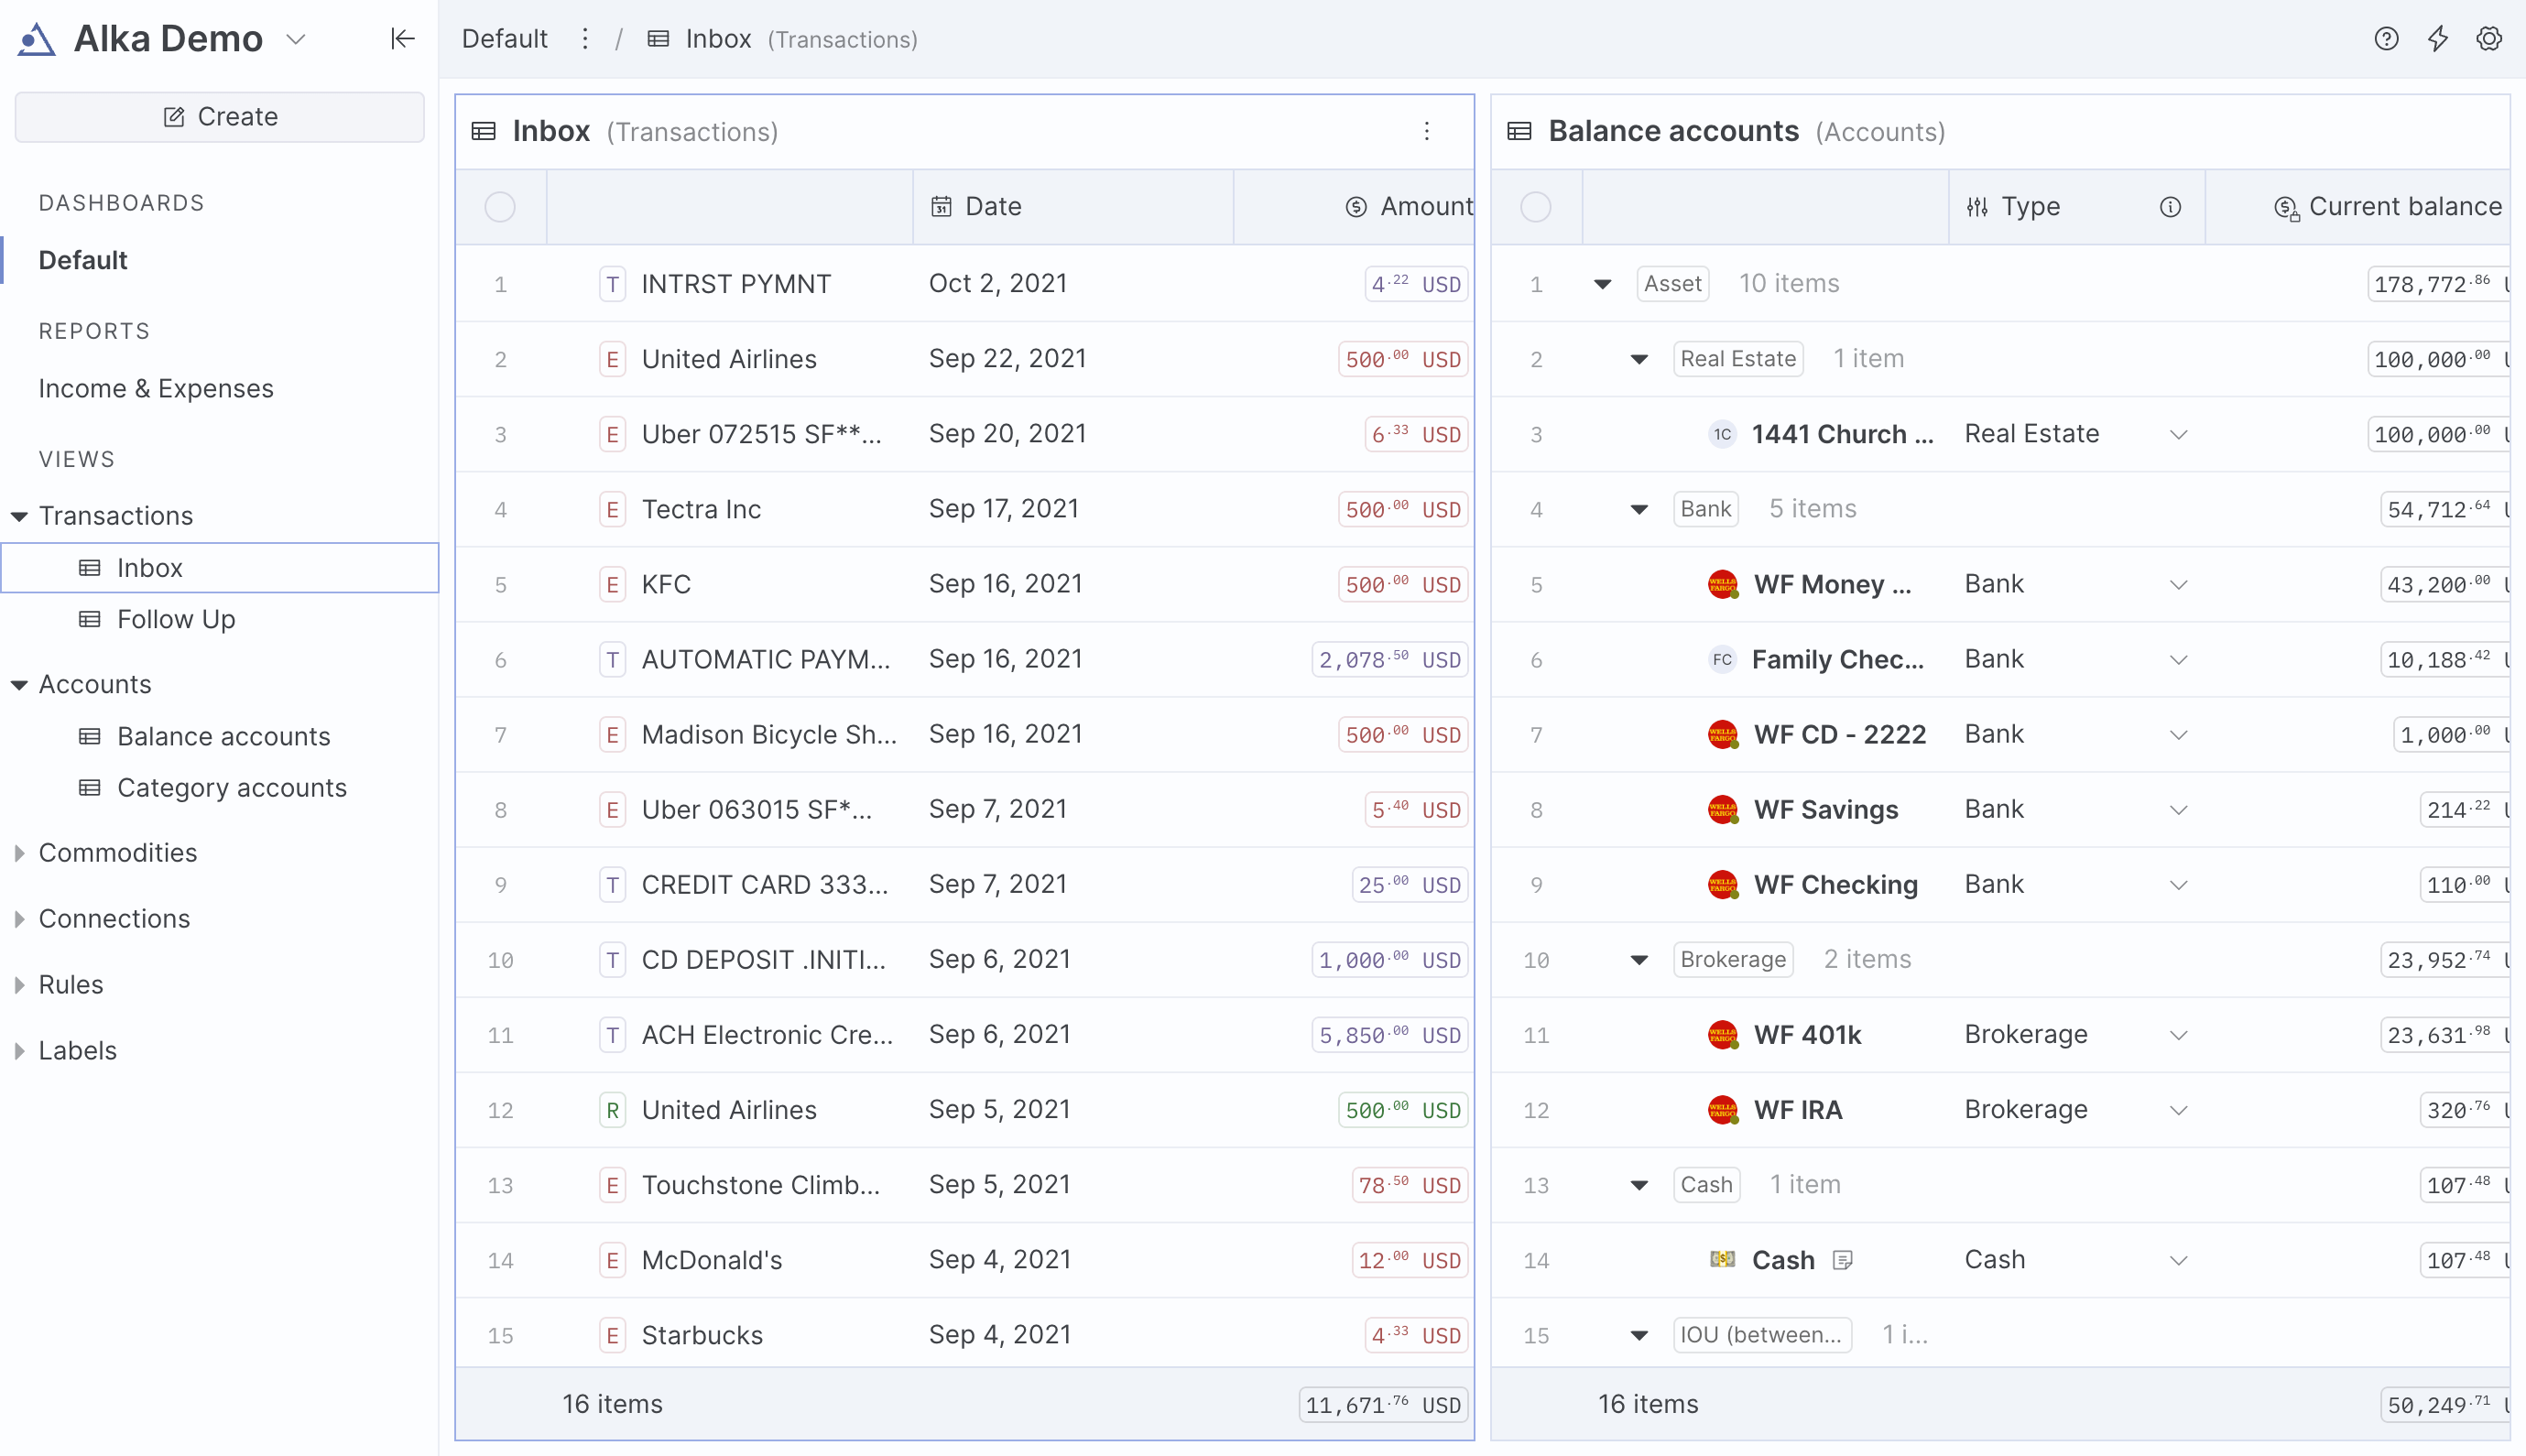 Alka Demo
Create
DASHBOARDS
Default
REPORTS
Income & Expenses
VIEWS
Transactions
Inbox
Follow Up
Accounts
Balance accounts
Category accounts
Commodities
Connections
Rules
Labels
Default / Inbox (Transactions)
Inbox (Transactions)
Date Amount
1 T INTRST PYMNT Oct 2, 2021 4.22 USD
2 E United Airlines Sep 22, 2021 500.00 USD
3 E Uber 072515 SF**... Sep 20, 2021 6.33 USD
4 E Tectra Inc Sep 17, 2021 500.00 USD
5 E KFC Sep 16, 2021 500.00 USD
6 T AUTOMATIC PAYM... Sep 16, 2021 2,078.50 USD
7 E Madison Bicycle Sh... Sep 16, 2021 500.00 USD
8 E Uber 063015 SF*... Sep 7, 2021 5.40 USD
9 T CREDIT CARD 333... Sep 7, 2021 25.00 USD
10 T CD DEPOSIT .INITI... Sep 6, 2021 1,000.00 USD
11 T ACH Electronic Cre... Sep 6, 2021 5,850.00 USD
12 R United Airlines Sep 5, 2021 500.00 USD
13 E Touchstone Climb... Sep 5, 2021 78.50 USD
14 E McDonald's Sep 4, 2021 12.00 USD
15 E Starbucks Sep 4, 2021 4.33 USD
16 items 11,671.76 USD
Balance accounts (Accounts)
Type Current balance
1 Asset 10 items 178,772.86
2 Real Estate 1 item 100,000.00
3 1C 1441 Church ... Real Estate 100,000.00
4 Bank 5 items 54,712.64
5 WELLS FARGO WF Money ... Bank 43,200.00
6 FC Family Chec... Bank 10,188.42
7 WELLS FARGO WF CD - 2222 Bank 1,000.00
8 WELLS FARGO WF Savings Bank 214.22
9 WELLS FARGO WF Checking Bank 110.00
10 Brokerage 2 items 23,952.74
11 WELLS FARGO WF 401k Brokerage 23,631.98
12 WELLS FARGO WF IRA Brokerage 320.76
13 Cash 1 item 107.48
14 Cash Cash 107.48
15 IOU (between... 1 i...
16 items 50,249.71